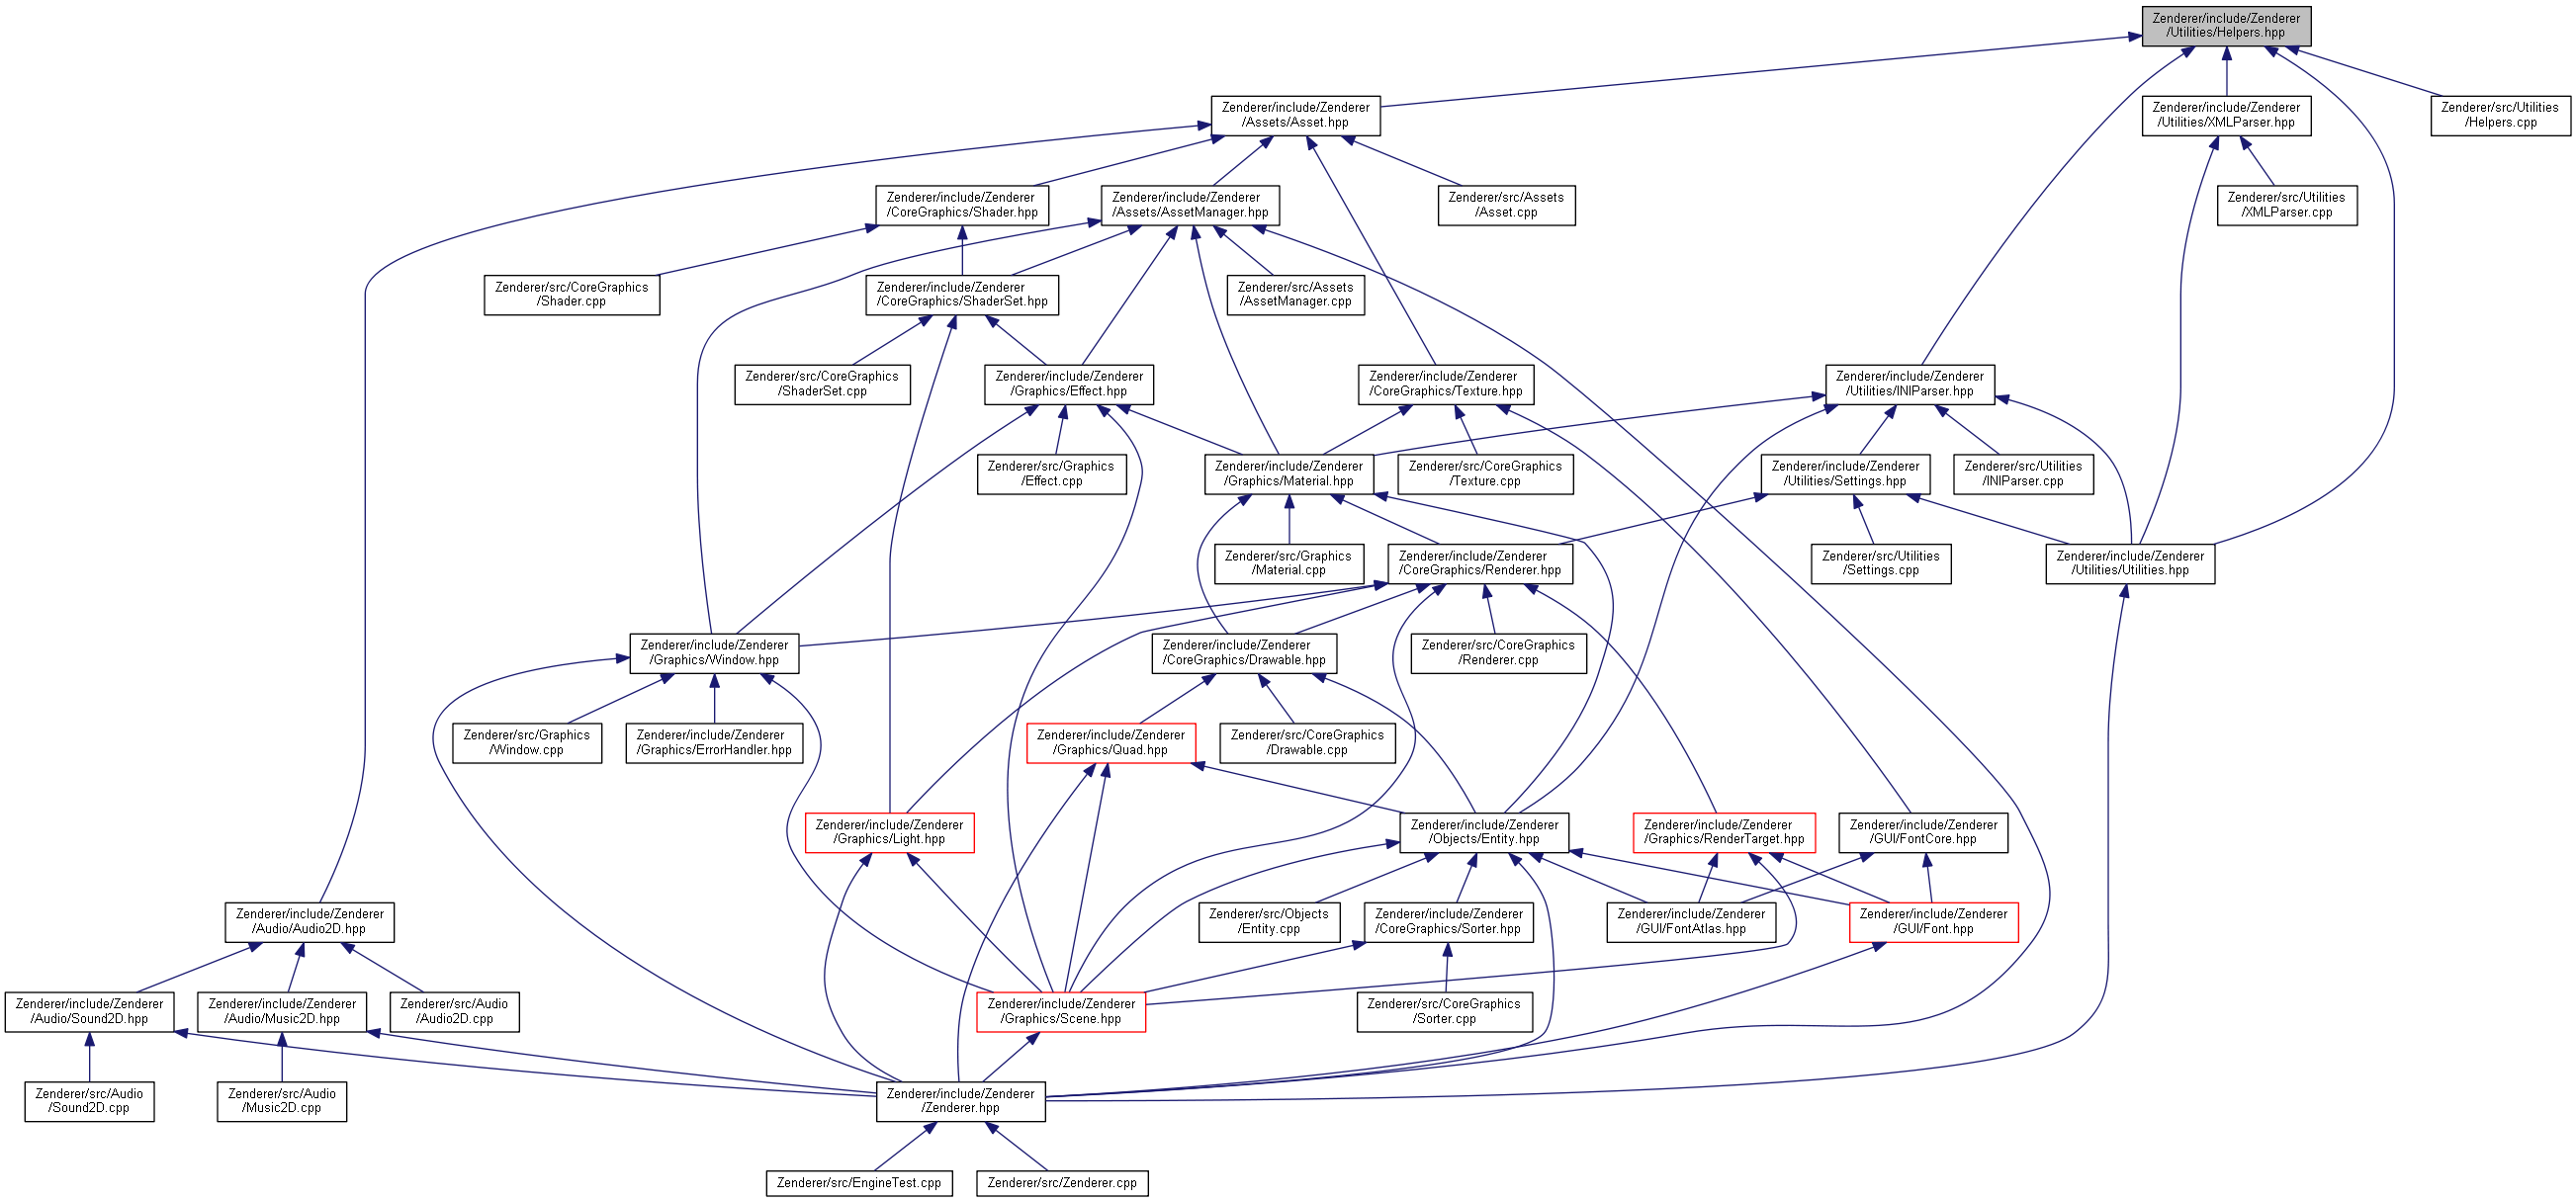 Zenderer/include/Zenderer
/Utilities/Helpers.hpp
Zenderer/include/Zenderer
/Assets/Asset.hpp
Zenderer/include/Zenderer
/Utilities/XMLParser.hpp
Zenderer/src/Utilities
/Helpers.cpp
Zenderer/include/Zenderer
/CoreGraphics/Shader.hpp
Zenderer/include/Zenderer
/Assets/AssetManager.hpp
Zenderer/src/Assets
/Asset.cpp
Zenderer/src/Utilities
/XMLParser.cpp
Zenderer/src/CoreGraphics
/Shader.cpp
Zenderer/include/Zenderer
/CoreGraphics/ShaderSet.hpp
Zenderer/src/Assets
/AssetManager.cpp
Zenderer/src/CoreGraphics
/ShaderSet.cpp
Zenderer/include/Zenderer
/Graphics/Effect.hpp
Zenderer/include/Zenderer
/CoreGraphics/Texture.hpp
Zenderer/include/Zenderer
/Utilities/INIParser.hpp
Zenderer/src/Graphics
/Effect.cpp
Zenderer/include/Zenderer
/Graphics/Material.hpp
Zenderer/src/CoreGraphics
/Texture.cpp
Zenderer/include/Zenderer
/Utilities/Settings.hpp
Zenderer/src/Utilities
/INIParser.cpp
Zenderer/src/Graphics
/Material.cpp
Zenderer/include/Zenderer
/CoreGraphics/Renderer.hpp
Zenderer/src/Utilities
/Settings.cpp
Zenderer/include/Zenderer
/Utilities/Utilities.hpp
Zenderer/include/Zenderer
/Graphics/Window.hpp
Zenderer/include/Zenderer
/CoreGraphics/Drawable.hpp
Zenderer/src/CoreGraphics
/Renderer.cpp
Zenderer/src/Graphics
/Window.cpp
Zenderer/include/Zenderer
/Graphics/ErrorHandler.hpp
Zenderer/include/Zenderer
/Graphics/Quad.hpp
Zenderer/src/CoreGraphics
/Drawable.cpp
Zenderer/include/Zenderer
/Graphics/Light.hpp
Zenderer/include/Zenderer
/Objects/Entity.hpp
Zenderer/include/Zenderer
/Graphics/RenderTarget.hpp
Zenderer/include/Zenderer
/GUI/FontCore.hpp
Zenderer/include/Zenderer
/Audio/Audio2D.hpp
Zenderer/src/Objects
/Entity.cpp
Zenderer/include/Zenderer
/CoreGraphics/Sorter.hpp
Zenderer/include/Zenderer
/GUI/FontAtlas.hpp
Zenderer/include/Zenderer
/GUI/Font.hpp
Zenderer/include/Zenderer
/Audio/Sound2D.hpp
Zenderer/include/Zenderer
/Audio/Music2D.hpp
Zenderer/src/Audio
/Audio2D.cpp
Zenderer/include/Zenderer
/Graphics/Scene.hpp
Zenderer/src/CoreGraphics
/Sorter.cpp
Zenderer/src/Audio
/Sound2D.cpp
Zenderer/src/Audio
/Music2D.cpp
Zenderer/include/Zenderer
/Zenderer.hpp
Zenderer/src/EngineTest.cpp
Zenderer/src/Zenderer.cpp